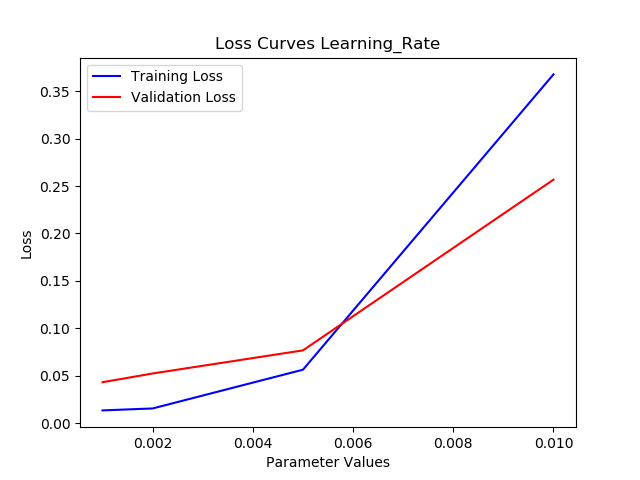 Loss Curves Learning_Rate
Training Loss
Validation Loss
0.35
0.30
0.25
0.20
0.15
0.10
0.05
0.00
Loss
0.002 0.004 0.006 0.008 0.010
Parameter Values